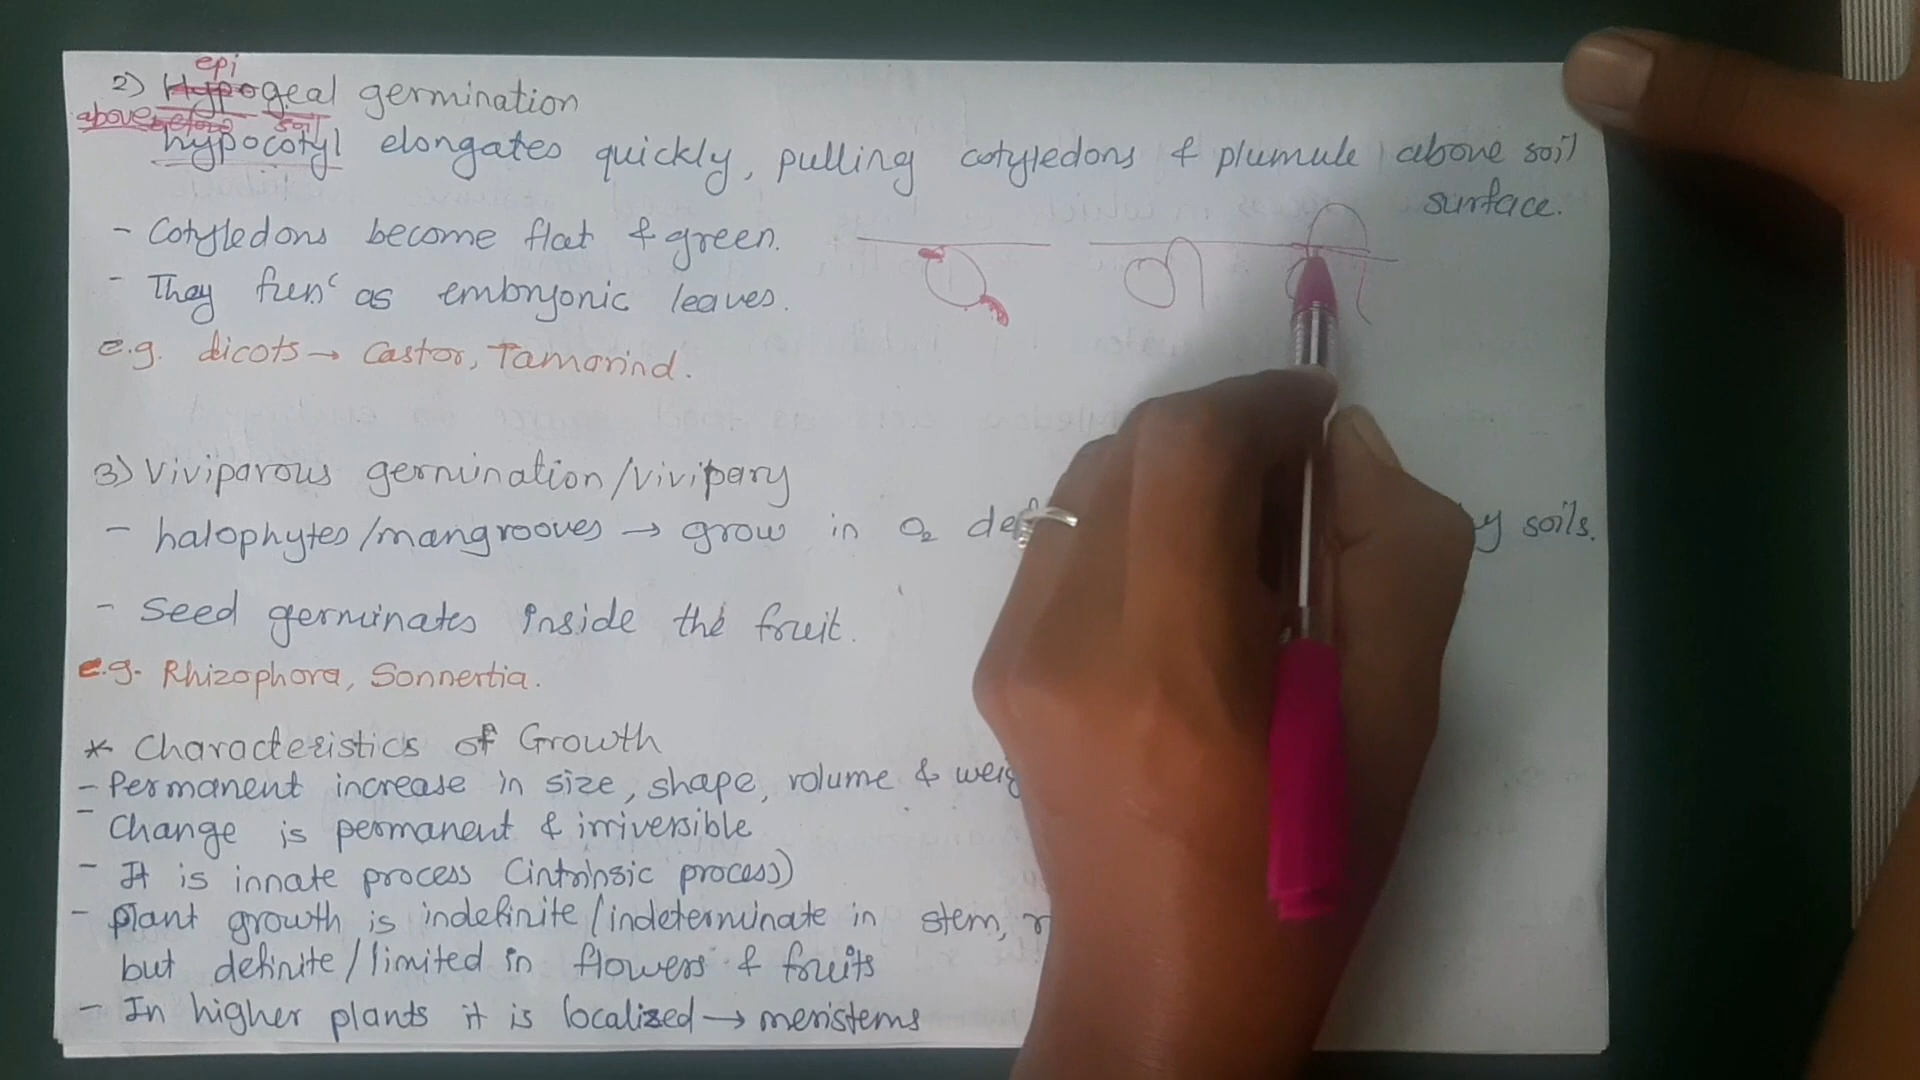 epi
2) Hypogeal germination
above before soil
hypocotyl elongates quickly, pulling cotyledons & plumule above soil
surface.
- Cotyledons become flat & green.
- They funᶜ as embryonic leaves.
e.g. dicots → Castor, Tamarind.
3) Viviparous germination/vivipary
- halophytes/mangrooves → grow in O₂ soils.
- Seed germinates inside the fruit.
e.g. Rhizophora, Sonnertia.
* Characteristics of Growth
- Permanent increase in size, shape, volume &
- Change is permanent & irriversible
- It is innate process (intrinsic process)
- Plant growth is indefinite/indeterminate in stem,
but definite/limited in flowers & fruits
- In higher plants it is localized → meristems